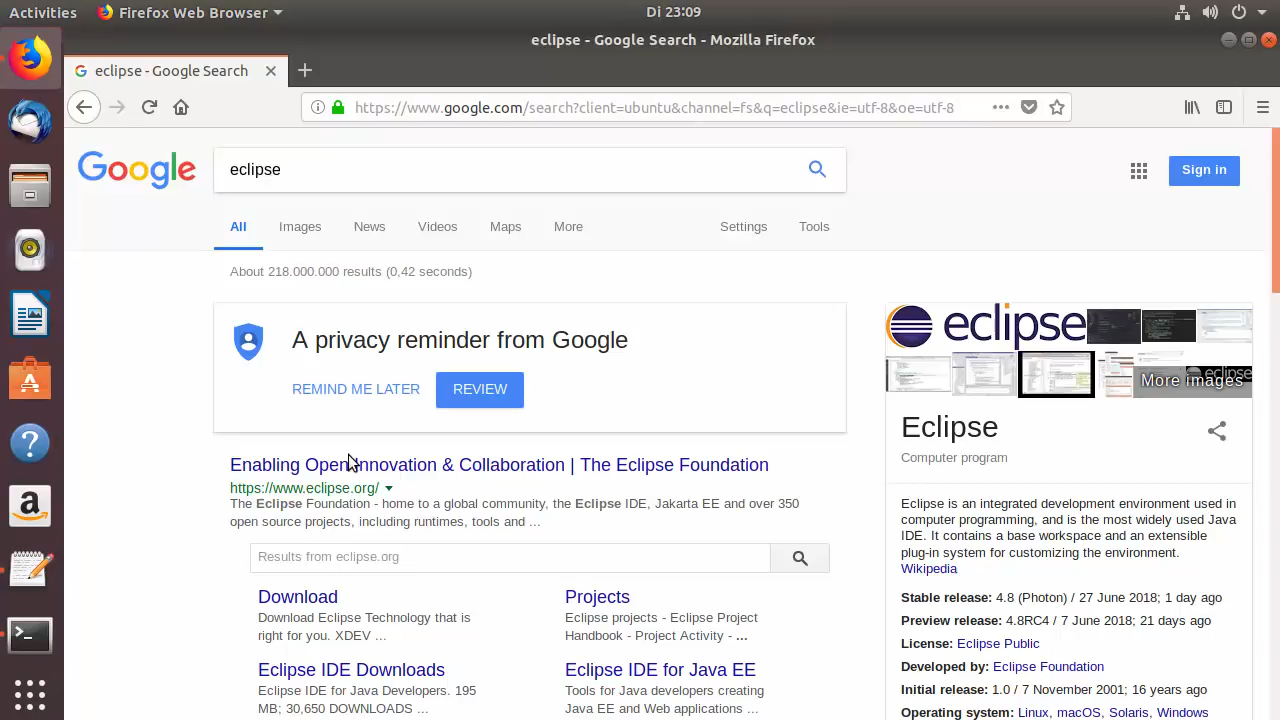 Activities Firefox Web Browser Di 23:09
eclipse - Google Search - Mozilla Firefox
eclipse - Google Search
https://www.google.com/search?client=ubuntu&channel=fs&q=eclipse&ie=utf-8&oe=utf-8
Google
eclipse
Sign in
All Images News Videos Maps More Settings Tools
About 218.000.000 results (0,42 seconds)
A privacy reminder from Google
REMIND ME LATER REVIEW
Enabling Open Innovation & Collaboration | The Eclipse Foundation
https://www.eclipse.org/
The Eclipse Foundation - home to a global community, the Eclipse IDE, Jakarta EE and over 350
open source projects, including runtimes, tools and ...
Results from eclipse.org
Download
Download Eclipse Technology that is
right for you. XDEV ...
Projects
Eclipse projects - Eclipse Project
Handbook - Project Activity - ...
Eclipse IDE Downloads
Eclipse IDE for Java Developers. 195
MB; 30,650 DOWNLOADS ...
Eclipse IDE for Java EE
Tools for Java developers creating
Java EE and Web applications ...
eclipse
More images
eclipse
Eclipse
Computer program
Eclipse is an integrated development environment used in
computer programming, and is the most widely used Java
IDE. It contains a base workspace and an extensible
plug-in system for customizing the environment.
Wikipedia
Stable release: 4.8 (Photon) / 27 June 2018; 1 day ago
Preview release: 4.8RC4 / 7 June 2018; 21 days ago
License: Eclipse Public
Developed by: Eclipse Foundation
Initial release: 1.0 / 7 November 2001; 16 years ago
Operating system: Linux, macOS, Solaris, Windows